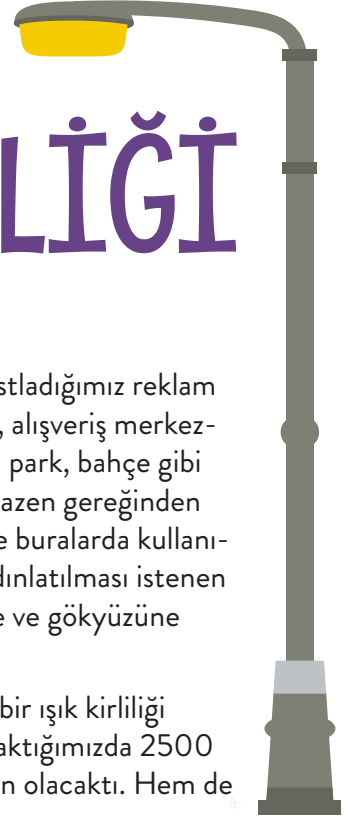 LİĞİ
stladığımız reklam
, alışveriş merkez-
park, bahçe gibi
azen gereğinden
e buralarda kullanı-
dınlatılması istenen
e ve gökyüzüne
bir ışık kirliliği
aktığımızda 2500
n olacaktı. Hem de